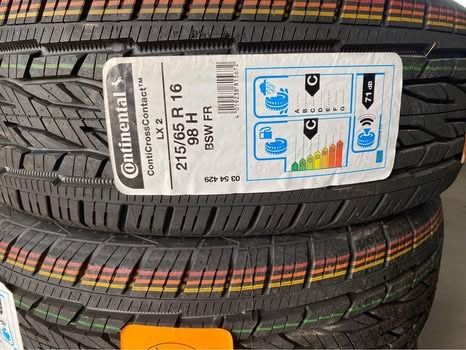 Continental
ContiCrossContact™
LX 2
215/65 R 16
98 H
BSW FR
03 54 429
C
A
B
C
D
E
F
G
C
71 dB